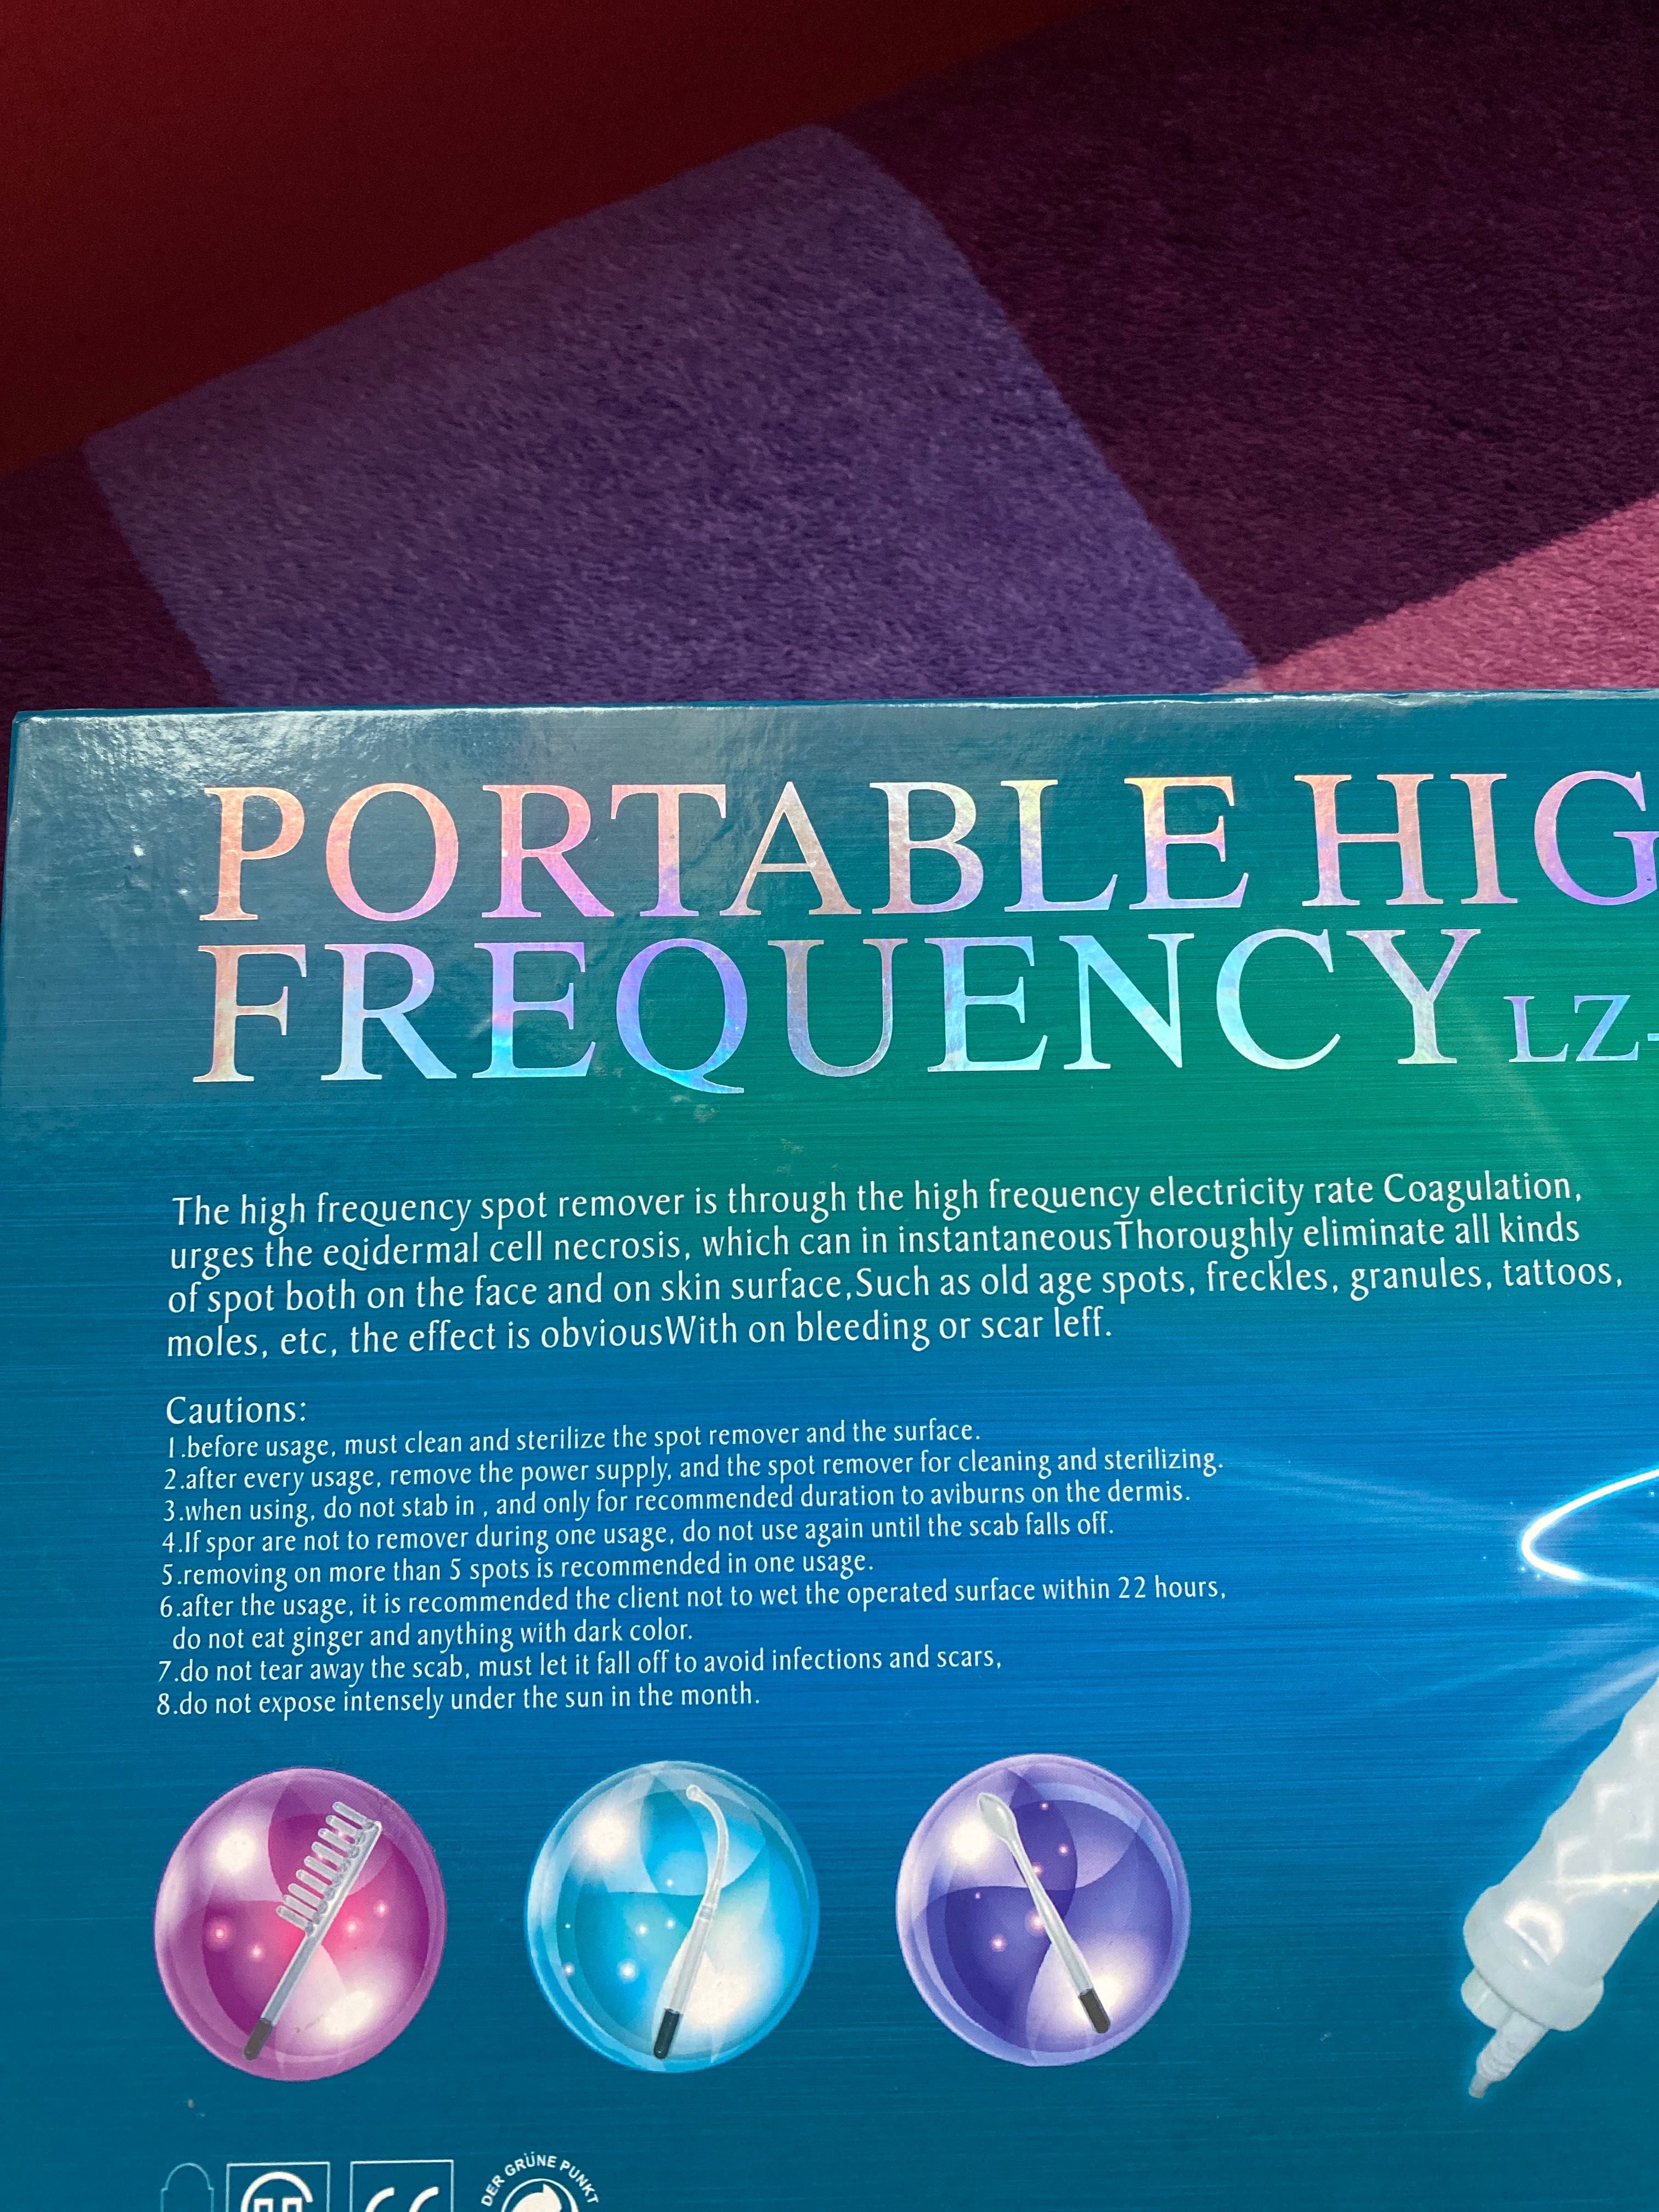 PORTABLE HIG
FREQUENCY LZ-
The high frequency spot remover is through the high frequency electricity rate Coagulation,
urges the eqidermal cell necrosis, which can in instantaneousThoroughly eliminate all kinds
of spot both on the face and on skin surface,Such as old age spots, freckles, granules, tattoos,
moles, etc, the effect is obviousWith on bleeding or scar leff.
Cautions:
1.before usage, must clean and sterilize the spot remover and the surface.
2.after every usage, remove the power supply, and the spot remover for cleaning and sterilizing.
3.when using, do not stab in , and only for recommended duration to aviburns on the dermis.
4.If spor are not to remover during one usage, do not use again until the scab falls off.
5.removing on more than 5 spots is recommended in one usage.
6.after the usage, it is recommended the client not to wet the operated surface within 22 hours,
do not eat ginger and anything with dark color.
7.do not tear away the scab, must let it fall off to avoid infections and scars,
8.do not expose intensely under the sun in the month.
DER GRÜNE PUNKT